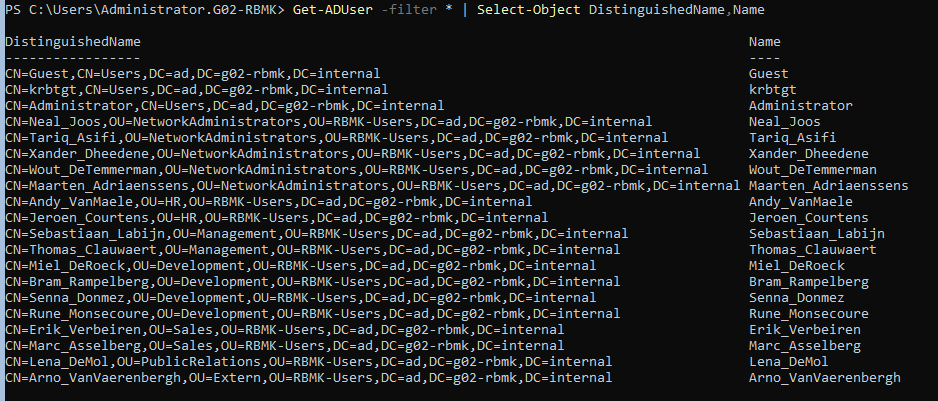 PS C:\Users\Administrator.G02-RBMK> Get-ADUser -filter * | Select-Object DistinguishedName,Name
DistinguishedName Name
----------------- ----
CN=Guest,CN=Users,DC=ad,DC=g02-rbmk,DC=internal Guest
CN=krbtgt,CN=Users,DC=ad,DC=g02-rbmk,DC=internal krbtgt
CN=Administrator,CN=Users,DC=ad,DC=g02-rbmk,DC=internal Administrator
CN=Neal_Joos,OU=NetworkAdministrators,OU=RBMK-Users,DC=ad,DC=g02-rbmk,DC=internal Neal_Joos
CN=Tariq_Asifi,OU=NetworkAdministrators,OU=RBMK-Users,DC=ad,DC=g02-rbmk,DC=internal Tariq_Asifi
CN=Xander_Dheedene,OU=NetworkAdministrators,OU=RBMK-Users,DC=ad,DC=g02-rbmk,DC=internal Xander_Dheedene
CN=Wout_DeTemmerman,OU=NetworkAdministrators,OU=RBMK-Users,DC=ad,DC=g02-rbmk,DC=internal Wout_DeTemmerman
CN=Maarten_Adriaenssens,OU=NetworkAdministrators,OU=RBMK-Users,DC=ad,DC=g02-rbmk,DC=internal Maarten_Adriaenssens
CN=Andy_VanMaele,OU=HR,OU=RBMK-Users,DC=ad,DC=g02-rbmk,DC=internal Andy_VanMaele
CN=Jeroen_Courtens,OU=HR,OU=RBMK-Users,DC=ad,DC=g02-rbmk,DC=internal Jeroen_Courtens
CN=Sebastiaan_Labijn,OU=Management,OU=RBMK-Users,DC=ad,DC=g02-rbmk,DC=internal Sebastiaan_Labijn
CN=Thomas_Clauwaert,OU=Management,OU=RBMK-Users,DC=ad,DC=g02-rbmk,DC=internal Thomas_Clauwaert
CN=Miel_DeRoeck,OU=Development,OU=RBMK-Users,DC=ad,DC=g02-rbmk,DC=internal Miel_DeRoeck
CN=Bram_Rampelberg,OU=Development,OU=RBMK-Users,DC=ad,DC=g02-rbmk,DC=internal Bram_Rampelberg
CN=Senna_Donmez,OU=Development,OU=RBMK-Users,DC=ad,DC=g02-rbmk,DC=internal Senna_Donmez
CN=Rune_Monsecoure,OU=Development,OU=RBMK-Users,DC=ad,DC=g02-rbmk,DC=internal Rune_Monsecoure
CN=Erik_Verbeiren,OU=Sales,OU=RBMK-Users,DC=ad,DC=g02-rbmk,DC=internal Erik_Verbeiren
CN=Marc_Asselberg,OU=Sales,OU=RBMK-Users,DC=ad,DC=g02-rbmk,DC=internal Marc_Asselberg
CN=Lena_DeMol,OU=PublicRelations,OU=RBMK-Users,DC=ad,DC=g02-rbmk,DC=internal Lena_DeMol
CN=Arno_VanVaerenbergh,OU=Extern,OU=RBMK-Users,DC=ad,DC=g02-rbmk,DC=internal Arno_VanVaerenbergh